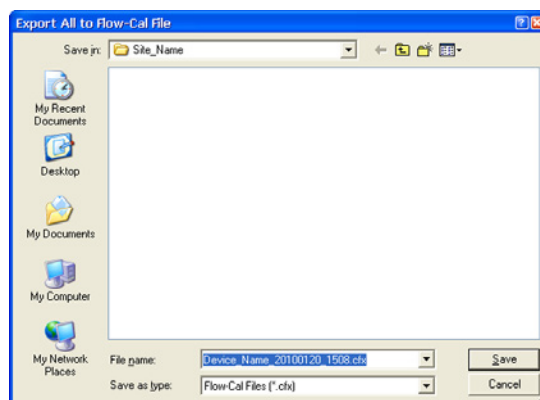 Export All to Flow-Cal File
Save in: Site_Name
My Recent
Documents
Desktop
My Documents
My Computer
My Network
Places
File name: Device_Name_20100120_1508.cfx
Save
Save as type: Flow-Cal Files (*.cfx)
Cancel